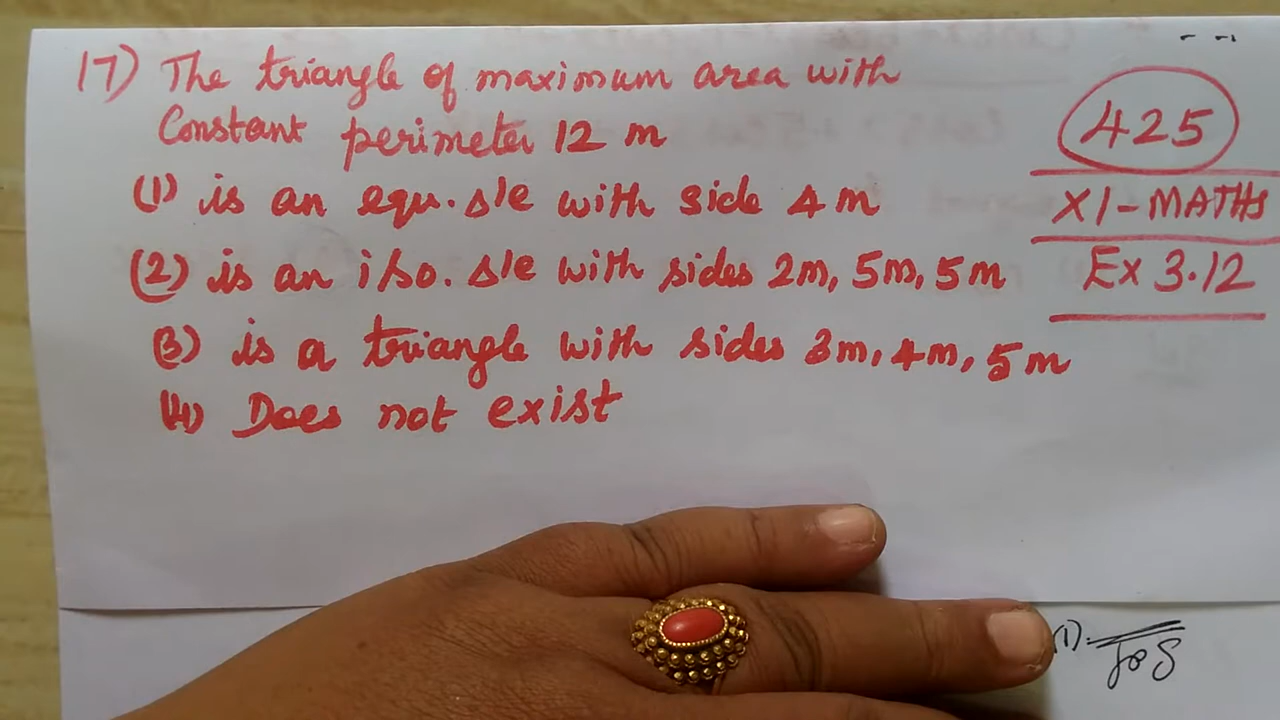 17) The triangle of maximum area with
Constant perimeter 12 m
(1) is an equ. Δle with side 4 m
(2) is an iso. Δle with sides 2m, 5m, 5m
(3) is a triangle with sides 3m, 4m, 5m
(4) Does not exist
425
XI - MATHS
Ex 3.12
(1)